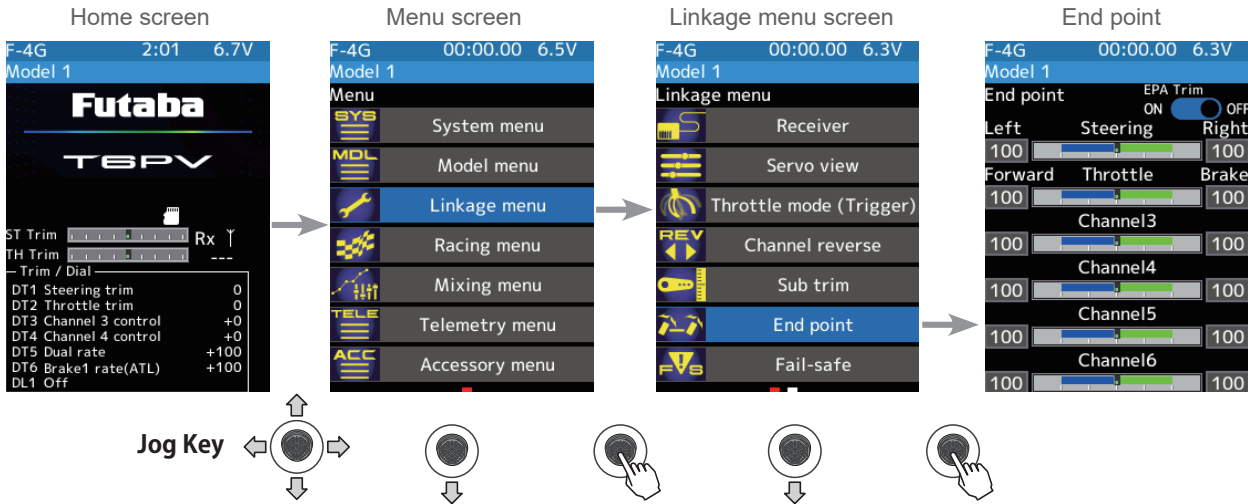 Home screen
F-4G 2:01 6.7V
Model 1
Futaba
T6PV
ST Trim Rx
TH Trim ---
Trim / Dial
DT1 Steering trim 0
DT2 Throttle trim 0
DT3 Channel 3 control +0
DT4 Channel 4 control +0
DT5 Dual rate +100
DT6 Brake1 rate(ATL) +100
DL1 Off
Menu screen
F-4G 00:00.00 6.5V
Model 1
Menu
SYS System menu
MDL Model menu
Linkage menu
Racing menu
Mixing menu
TELE Telemetry menu
ACC Accessory menu
Linkage menu screen
F-4G 00:00.00 6.3V
Model 1
Linkage menu
Receiver
Servo view
Throttle mode (Trigger)
REV Channel reverse
Sub trim
End point
F S Fail-safe
End point
F-4G 00:00.00 6.3V
Model 1
End point EPA Trim
ON OFF
Left Steering Right
100 100
Forward Throttle Brake
100 100
Channel3
100 100
Channel4
100 100
Channel5
100 100
Channel6
100 100
Jog Key